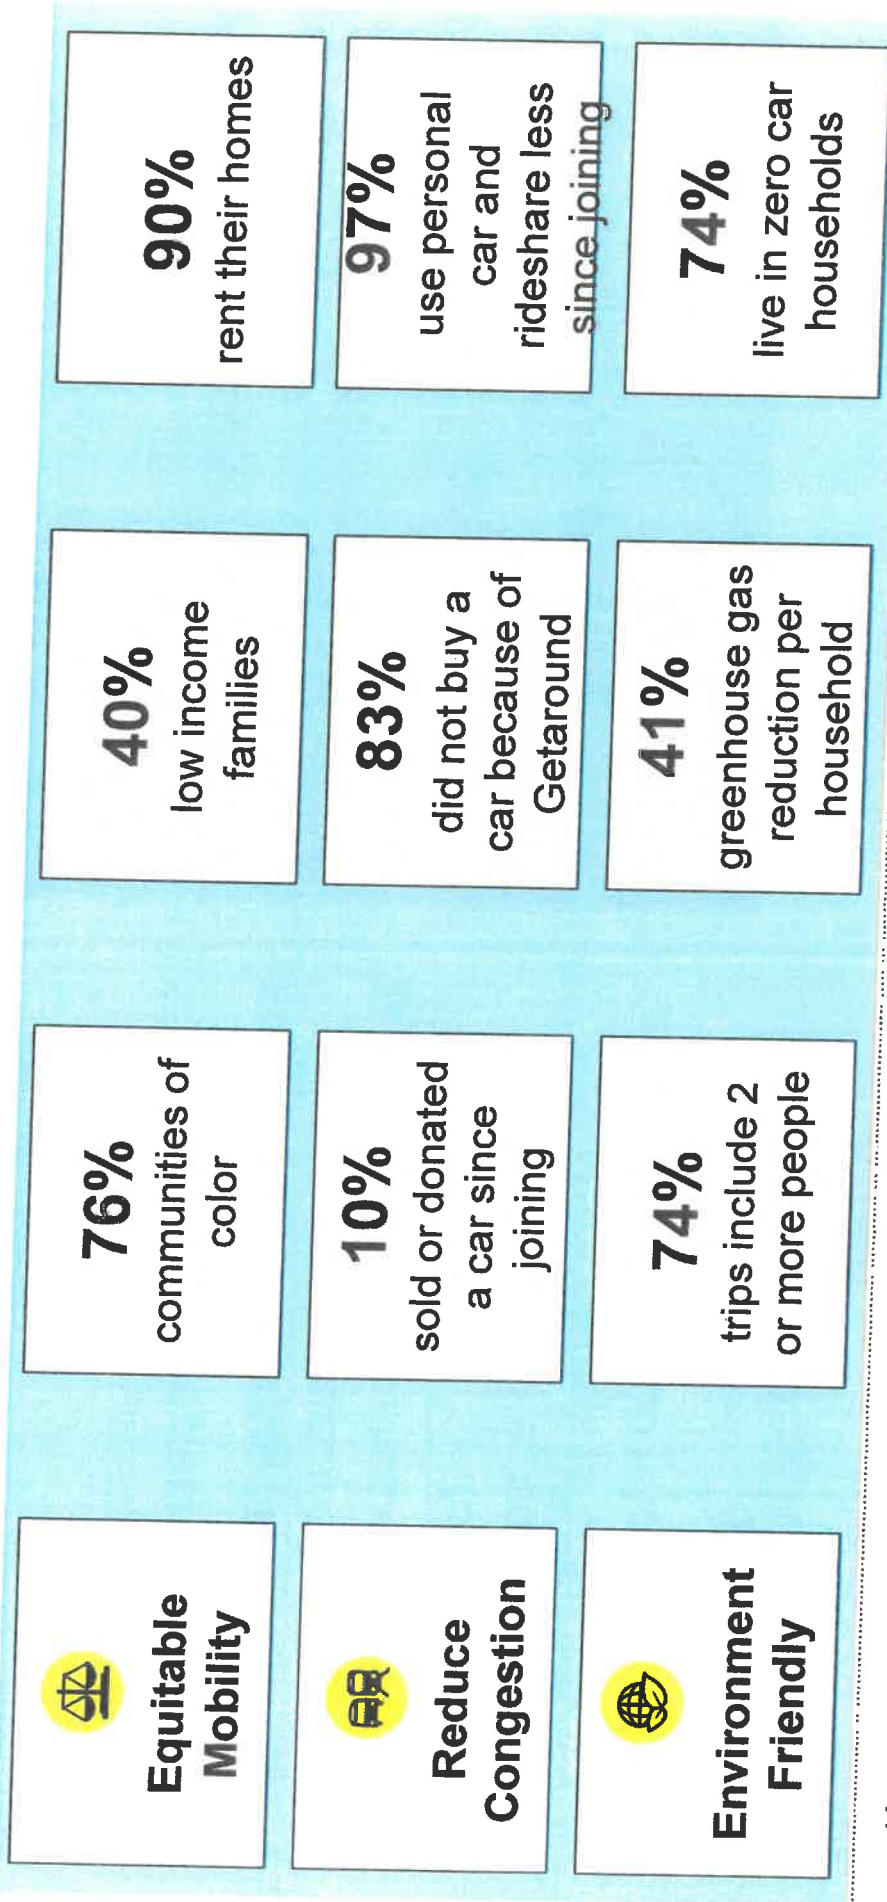 Equitable
Mobility
76%
communities of
color
40%
low income
families
90%
rent their homes
Reduce
Congestion
10%
sold or donated
a car since
joining
83%
did not buy a
car because of
Getaround
97%
use personal
car and
rideshare less
since joining
Environment
Friendly
74%
trips include 2
or more people
41%
greenhouse gas
reduction per
household
74%
live in zero car
households